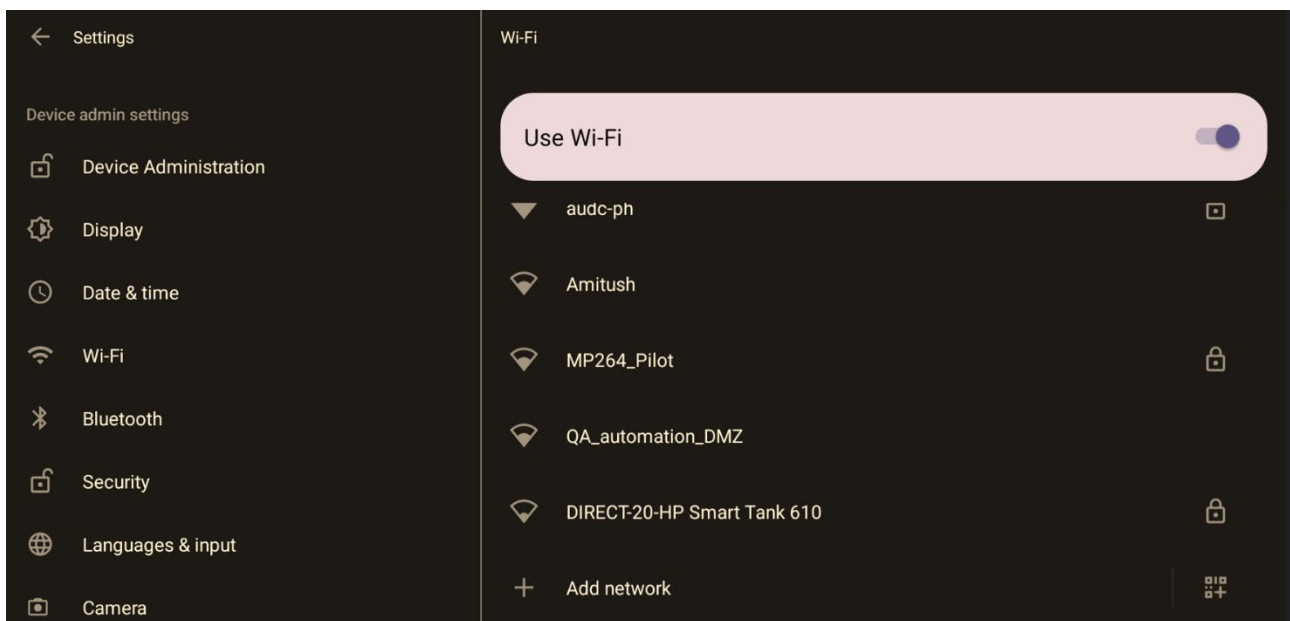 Settings
Device admin settings
Device Administration
Display
Date & time
Wi-Fi
Bluetooth
Security
Languages & input
Camera
Wi-Fi
Use Wi-Fi
audc-ph
Amitush
MP264_Pilot
QA_automation_DMZ
DIRECT-20-HP Smart Tank 610
Add network